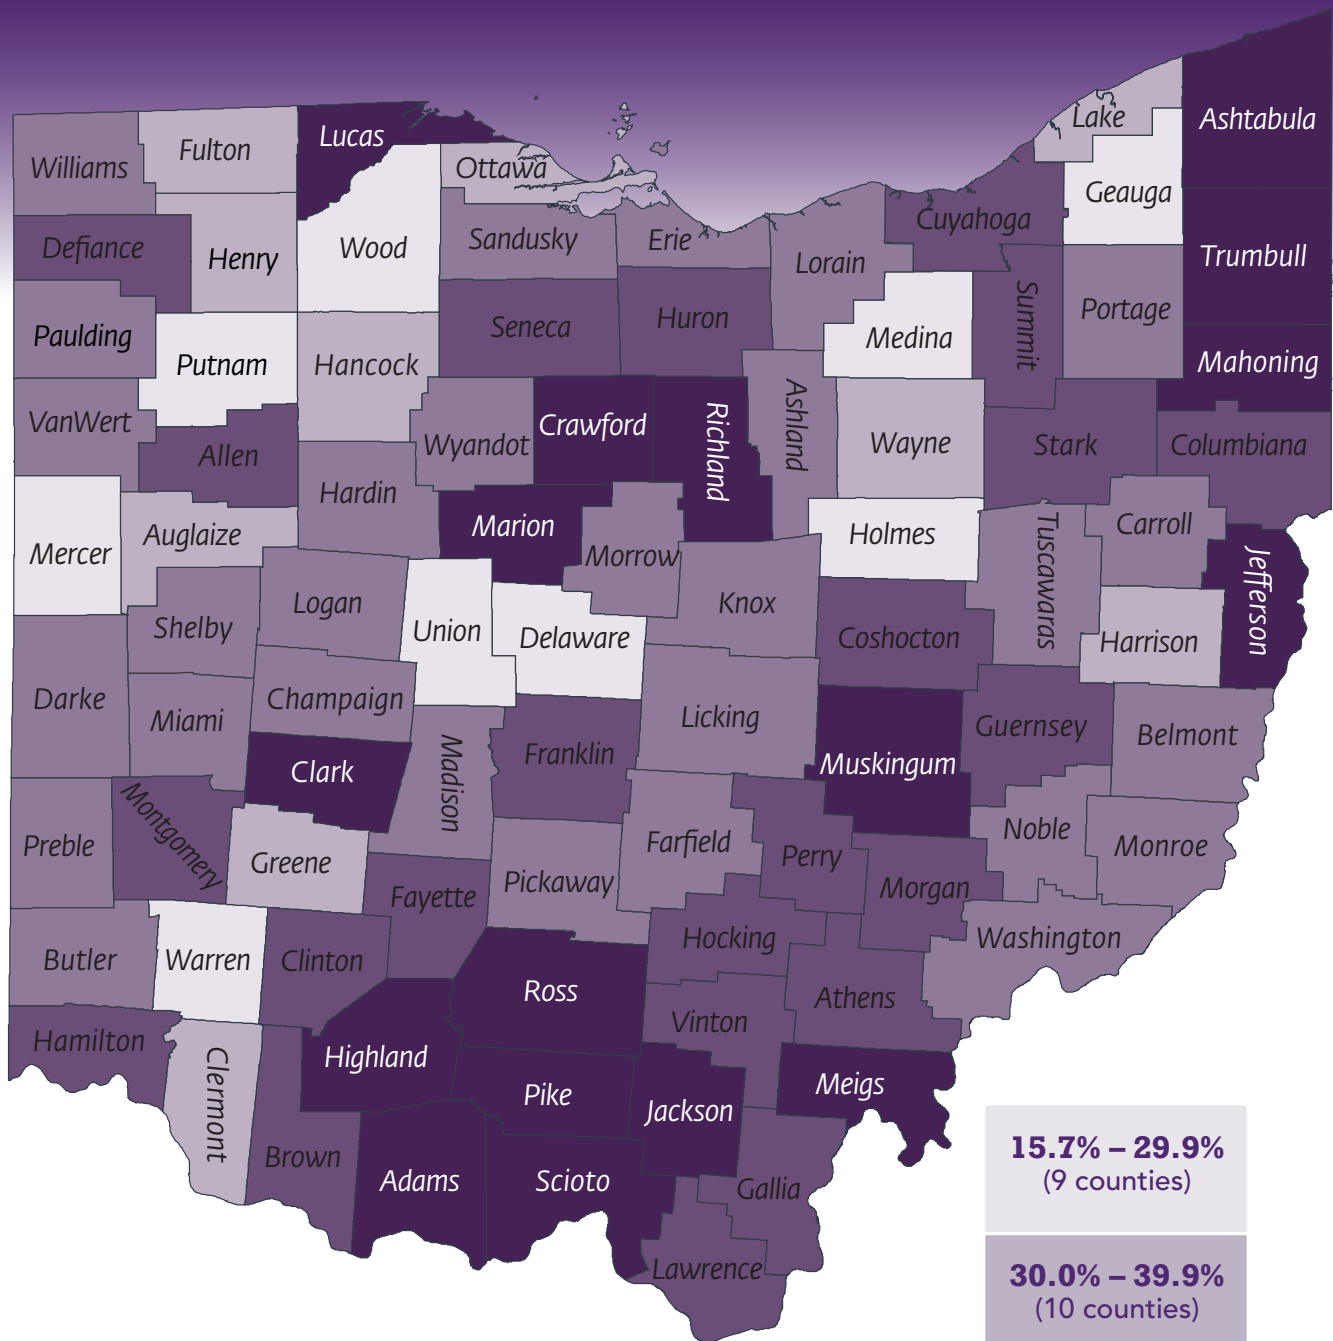 Lake
Ashtabula
Lucas
Fulton
Williams
Ottawa
Geauga
Cuyahoga
Defiance
Henry
Wood
Sandusky
Erie
Lorain
Trumbull
Summit
Portage
Paulding
Putnam
Hancock
Seneca
Huron
Medina
Mahoning
VanWert
Allen
Wyandot
Crawford
Richland
Ashland
Wayne
Stark
Columbiana
Hardin
Mercer
Auglaize
Marion
Morrow
Holmes
Tuscawaras
Carroll
Jefferson
Shelby
Logan
Union
Delaware
Knox
Coshocton
Harrison
Darke
Miami
Champaign
Licking
Guernsey
Belmont
Clark
Madison
Franklin
Muskingum
Preble
Montgomery
Greene
Farfield
Perry
Noble
Monroe
Fayette
Pickaway
Morgan
Butler
Warren
Clinton
Hocking
Washington
Ross
Vinton
Athens
Hamilton
Clermont
Highland
Pike
Jackson
Meigs
Brown
Adams
Scioto
Gallia
Lawrence
15.7% – 29.9%
(9 counties)
30.0% – 39.9%
(10 counties)